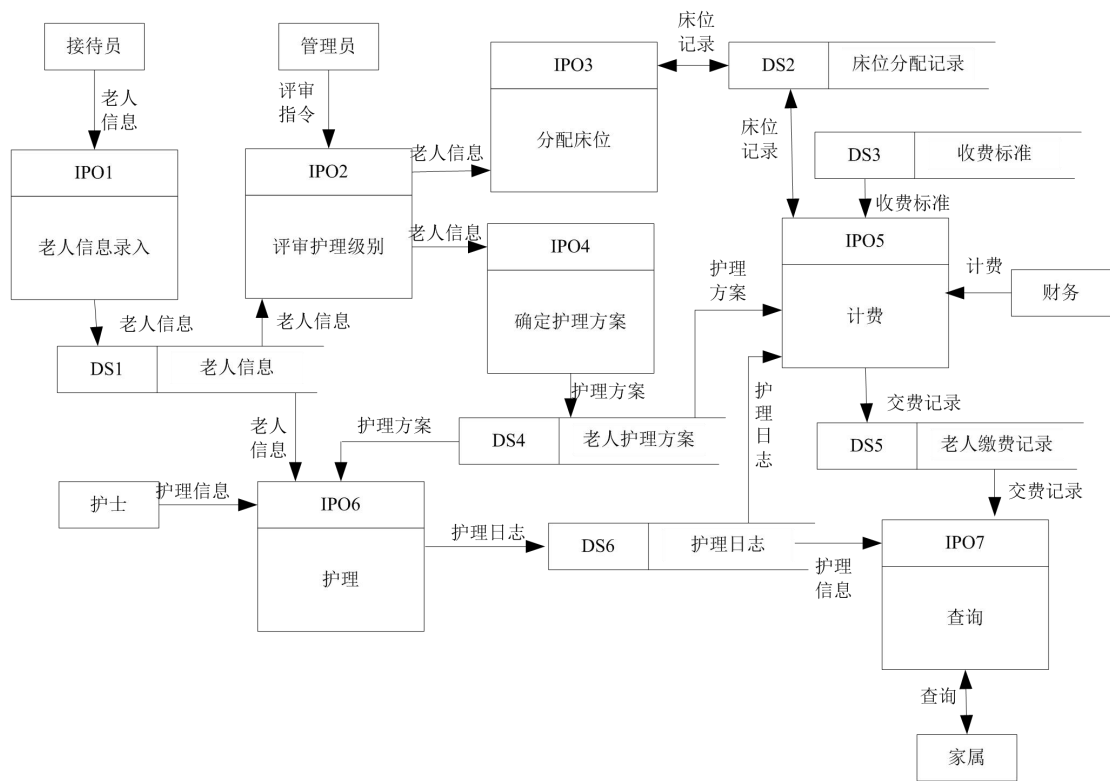 接待员
管理员
床位
记录
IPO3
DS2
床位分配记录
老人
信息
评审
指令
分配床位
床位
记录
DS3
收费标准
IPO1
IPO2
老人信息
收费标准
老人信息录入
评审护理级别
老人信息
IPO4
IPO5
护理
方案
计费
财务
确定护理方案
计费
老人信息
老人信息
DS1
老人信息
护理方案
护
理
日
志
交费记录
老人
信息
护理方案
DS4
老人护理方案
DS5
老人缴费记录
护士
护理信息
IPO6
交费记录
护理日志
DS6
护理日志
IPO7
护理
护理
信息
查询
查询
家属